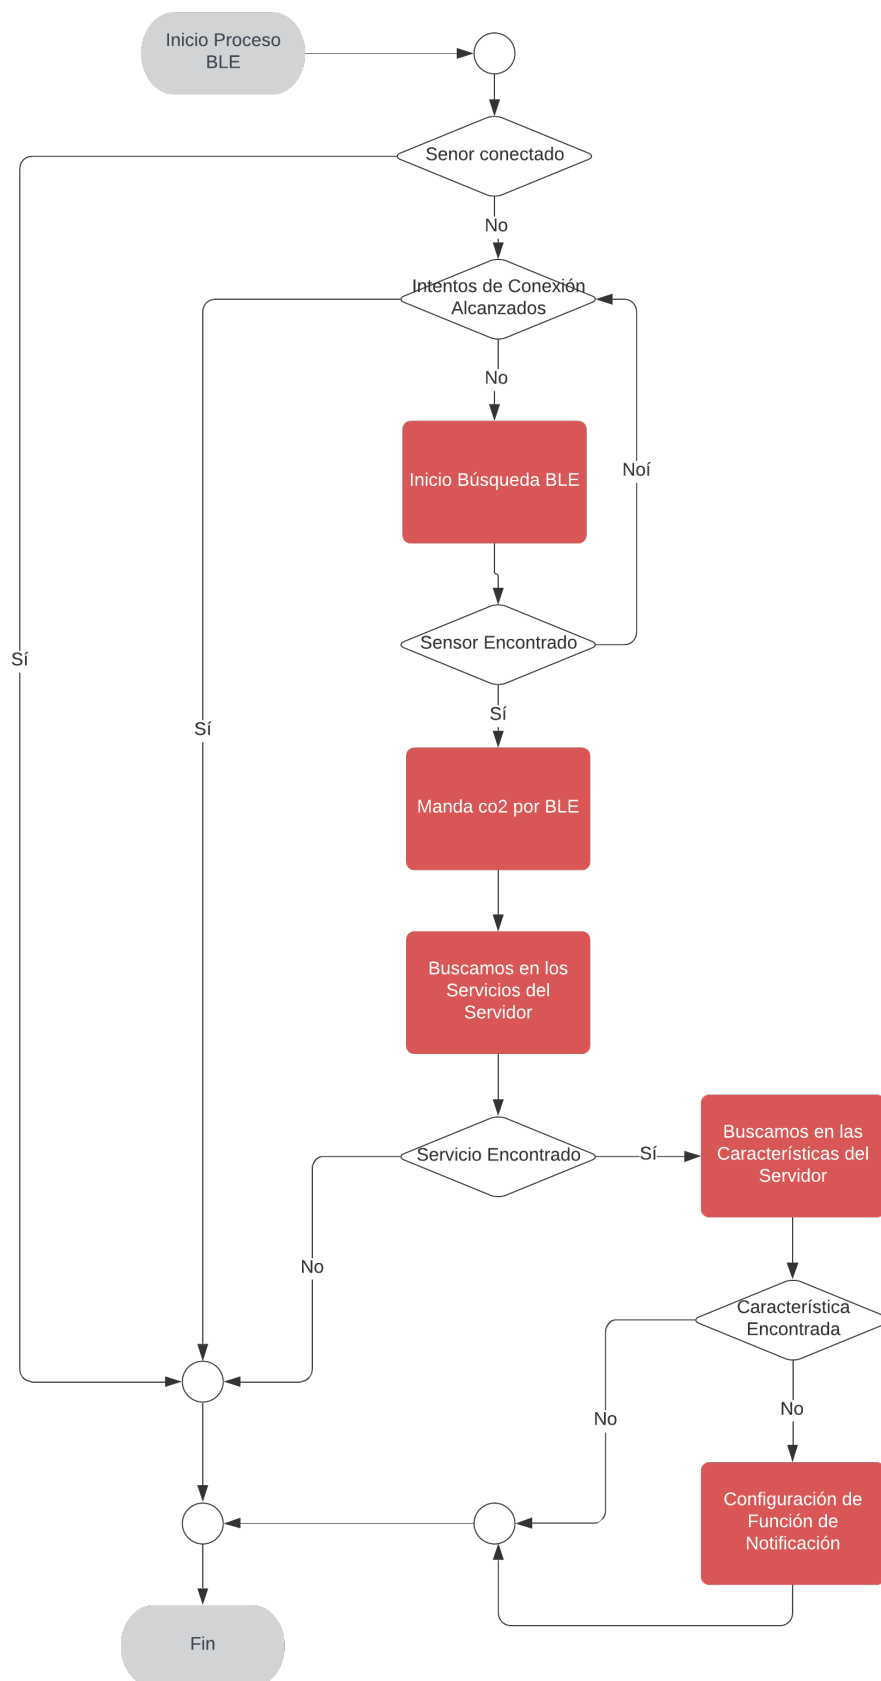 Inicio Proceso
BLE
Senor conectado
No
Intentos de Conexión
Alcanzados
No
Inicio Búsqueda BLE
Noí
Sensor Encontrado
Sí
Sí
Sí
Manda co2 por BLE
Buscamos en los
Servicios del
Servidor
Servicio Encontrado
Sí
Buscamos en las
Características del
Servidor
No
Característica
Encontrada
No
No
Configuración de
Función de
Notificación
Fin